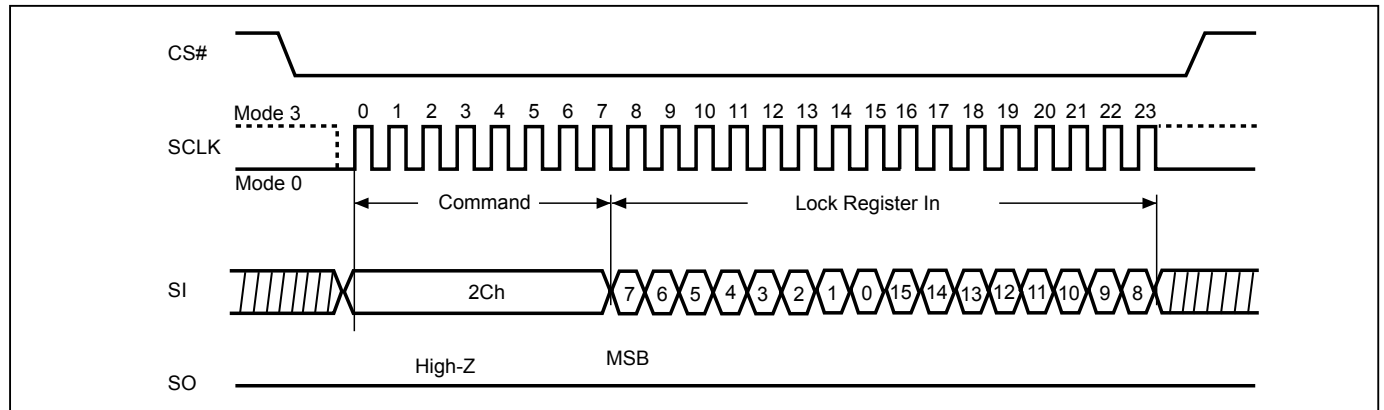 CS#
Mode 3
0 1 2 3 4 5 6 7 8 9 10 11 12 13 14 15 16 17 18 19 20 21 22 23
SCLK
Mode 0
Command
Lock Register In
SI
2Ch
7 6 5 4 3 2 1 0 15 14 13 12 11 10 9 8
High-Z
MSB
SO